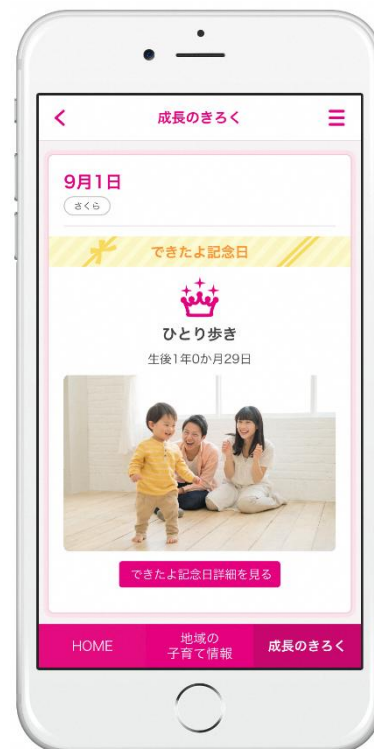 成長のきろく
9月1日
さくら
できたよ記念日
ひとり歩き
生後1年0か月29日
できたよ記念日詳細を見る
HOME
地域の
子育て情報
成長のきろく